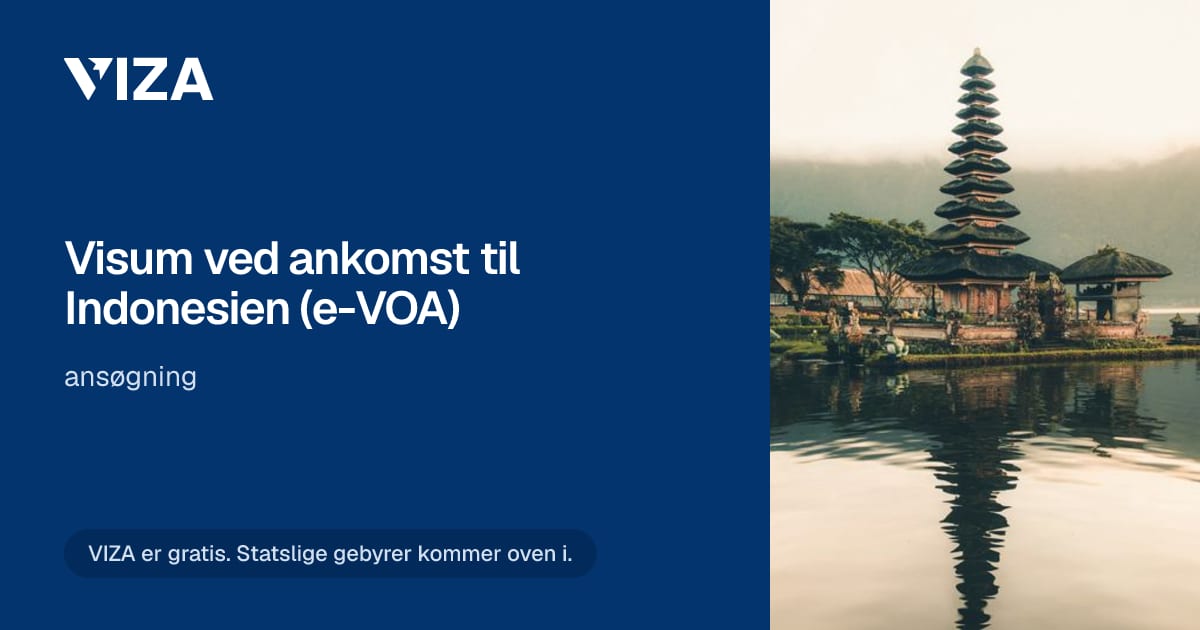 VIZA
Visum ved ankomst til
Indonesien (e-VOA)
ansøgning
VIZA er gratis. Statslige gebyrer kommer oven i.